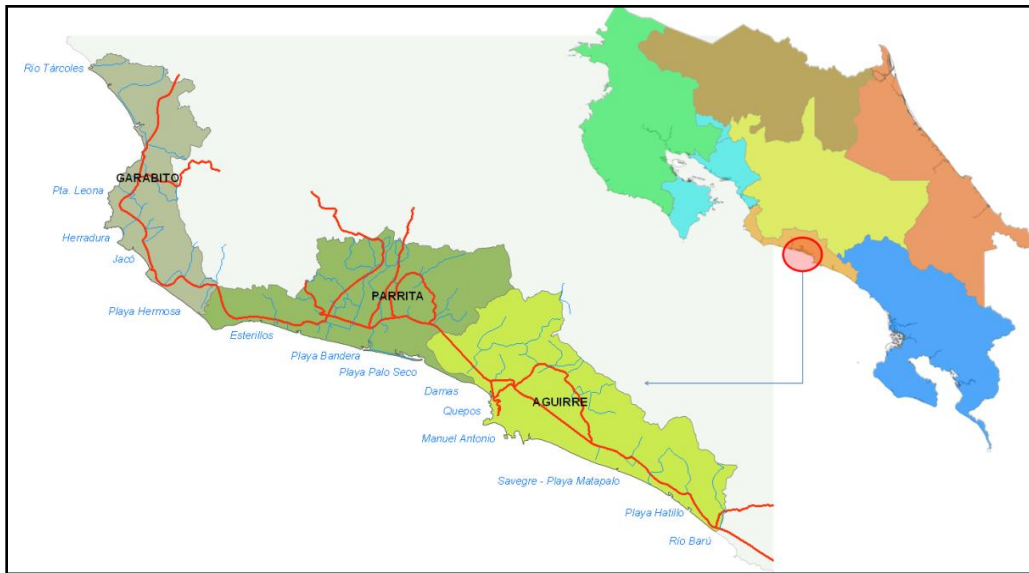 Río Tárcoles
GARABITO
Pta. Leona
Herradura
Jacó
Playa Hermosa
PARRITA
Esterillos
Playa Bandera
Playa Palo Seco
Damas
AGUIRRE
Quepos
Manuel Antonio
Savegre - Playa Matapalo
Playa Hatillo
Río Barú